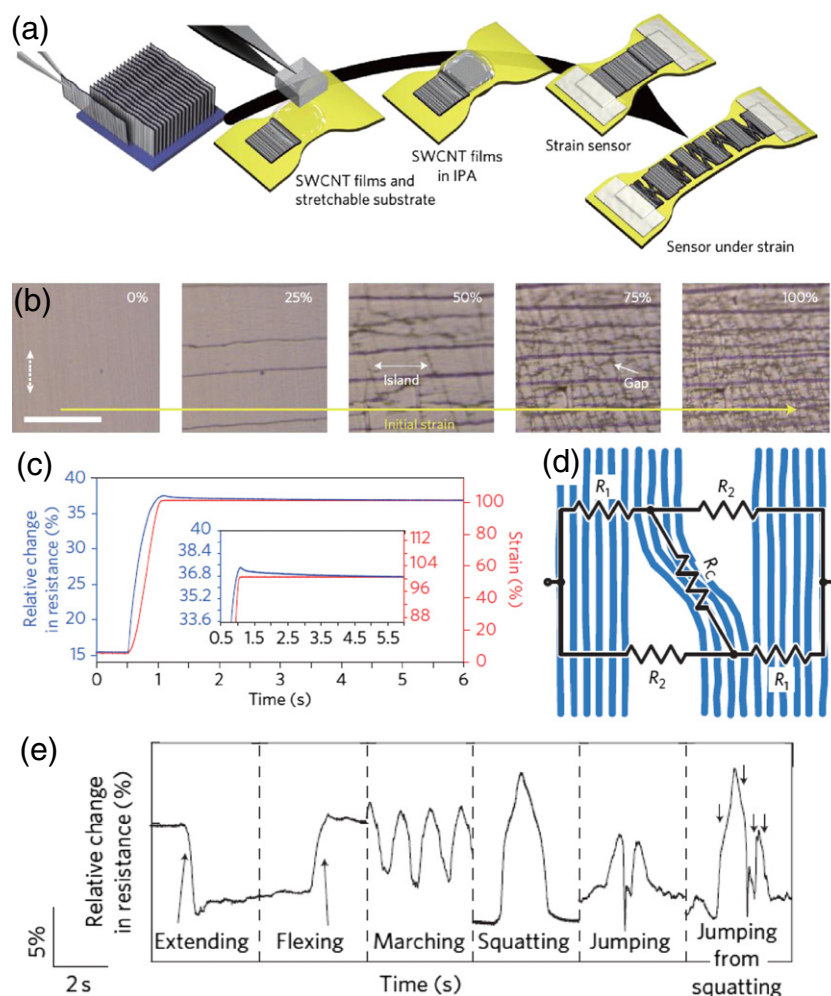 (a)
SWCNT films and
stretchable substrate
SWCNT films
in IPA
Strain sensor
Sensor under strain
(b)
0%
25%
50%
75%
100%
Island
Gap
Initial strain
(c)
Relative change
in resistance (%)
40
35
30
25
20
15
40
38.4
36.8
35.2
33.6
112
104
96
88
0.5 1.5 2.5 3.5 4.5 5.5
100
80
60
40
20
0
Strain (%)
0 1 2 3 4 5 6
Time (s)
(d)
R1
R2
RC
R2
R1
(e)
Relative change
in resistance (%)
5%
2 s
Extending
Flexing
Marching
Squatting
Jumping
Jumping
from
squatting
Time (s)